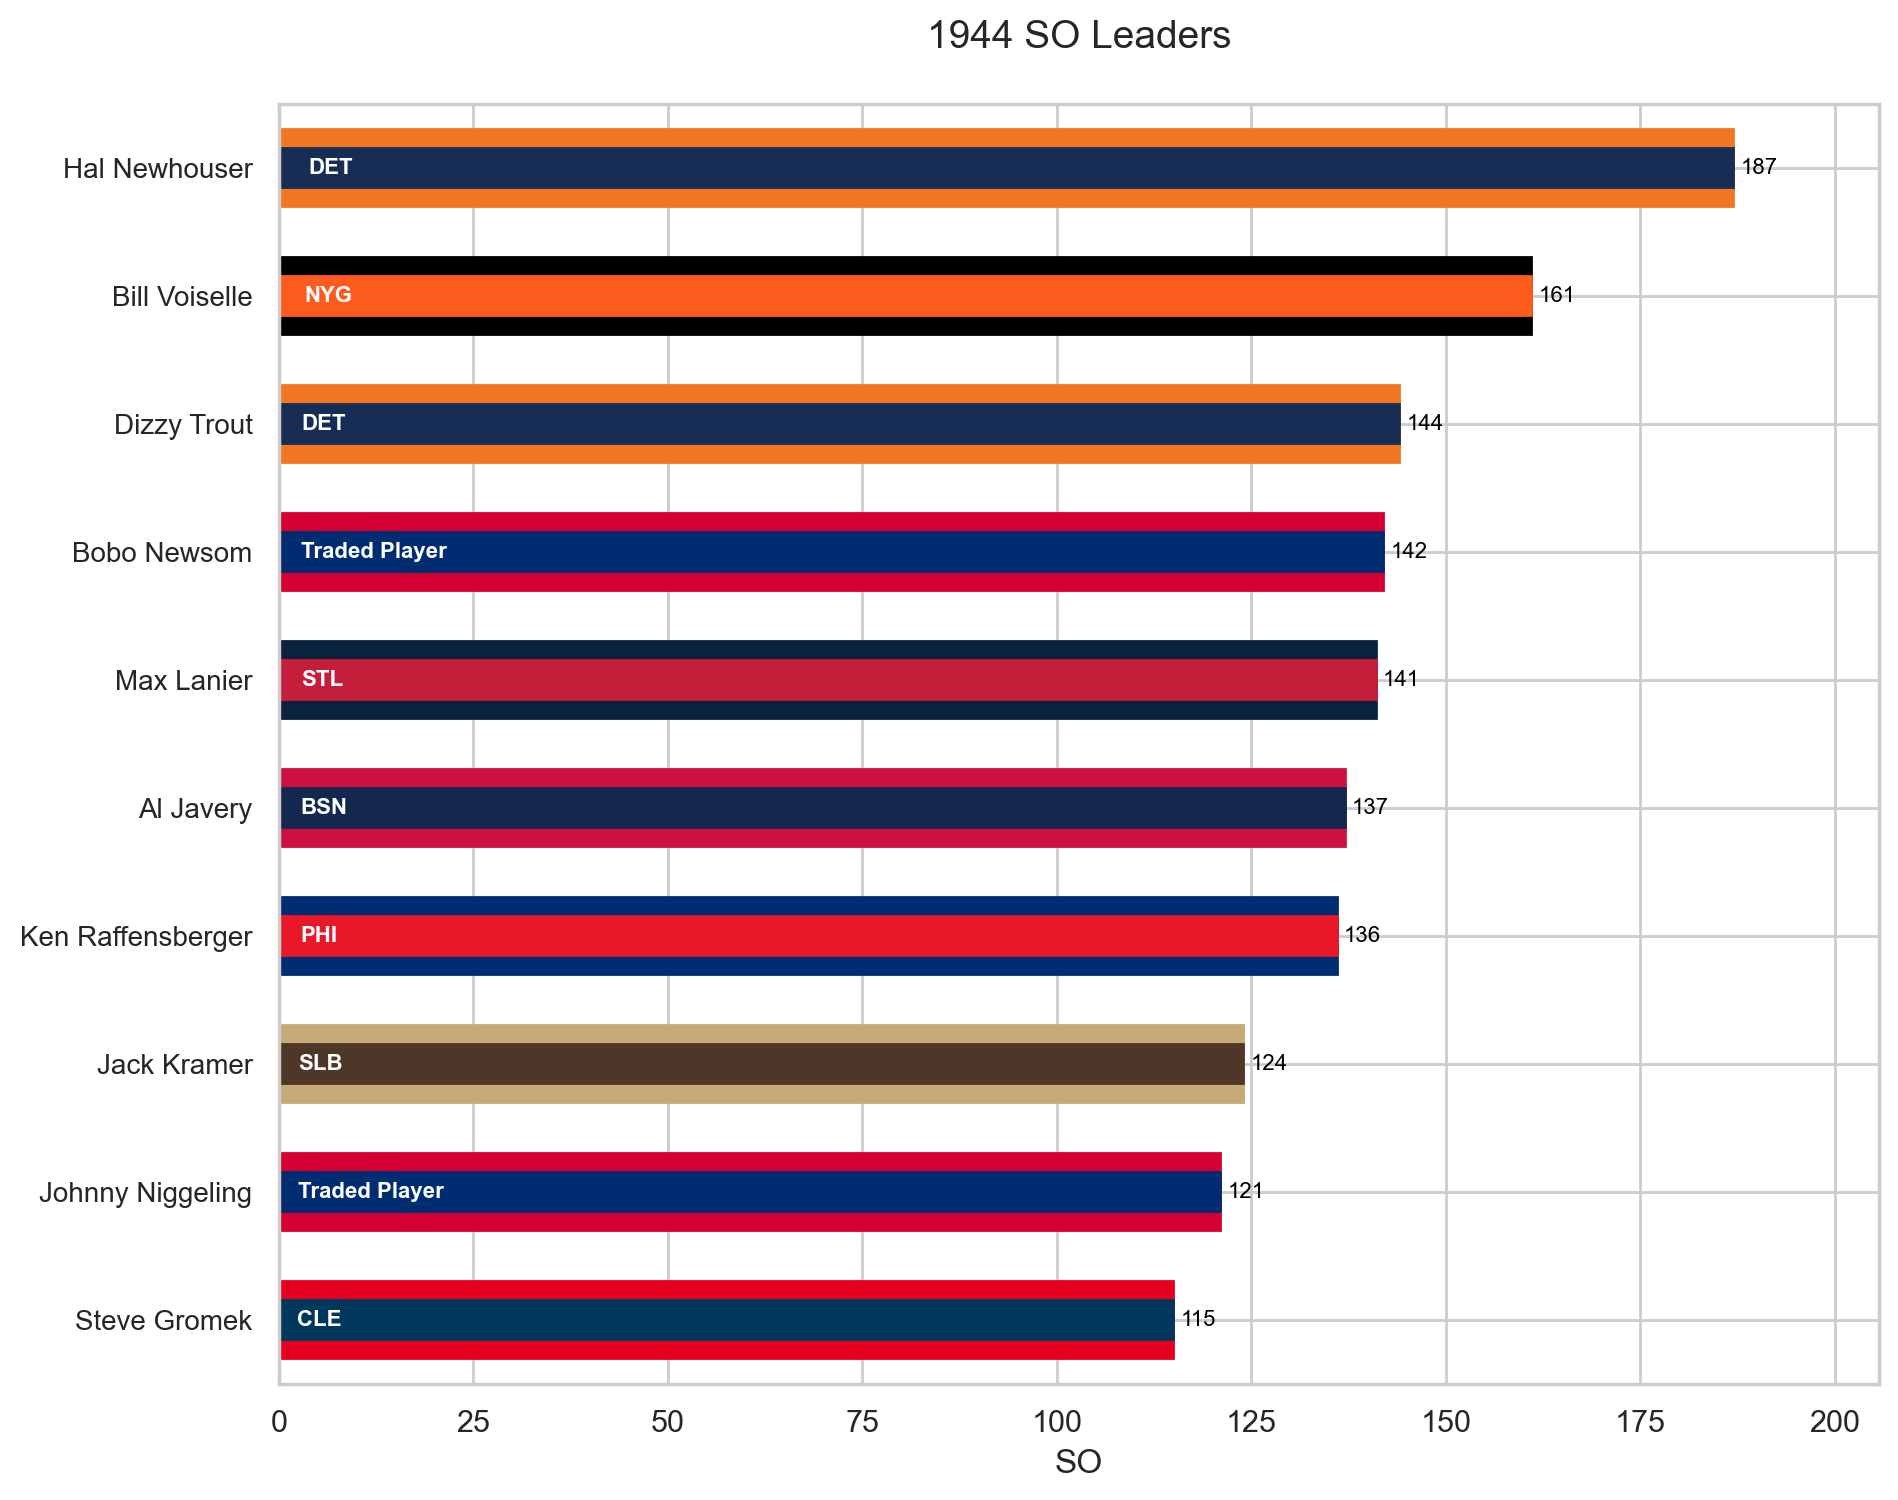 1944 SO Leaders
Hal Newhouser DET 187
Bill Voiselle NYG 161
Dizzy Trout DET 144
Bobo Newsom Traded Player 142
Max Lanier STL 141
Al Javery BSN 137
Ken Raffensberger PHI 136
Jack Kramer SLB 124
Johnny Niggeling Traded Player 121
Steve Gromek CLE 115
0 25 50 75 100 125 150 175 200
SO